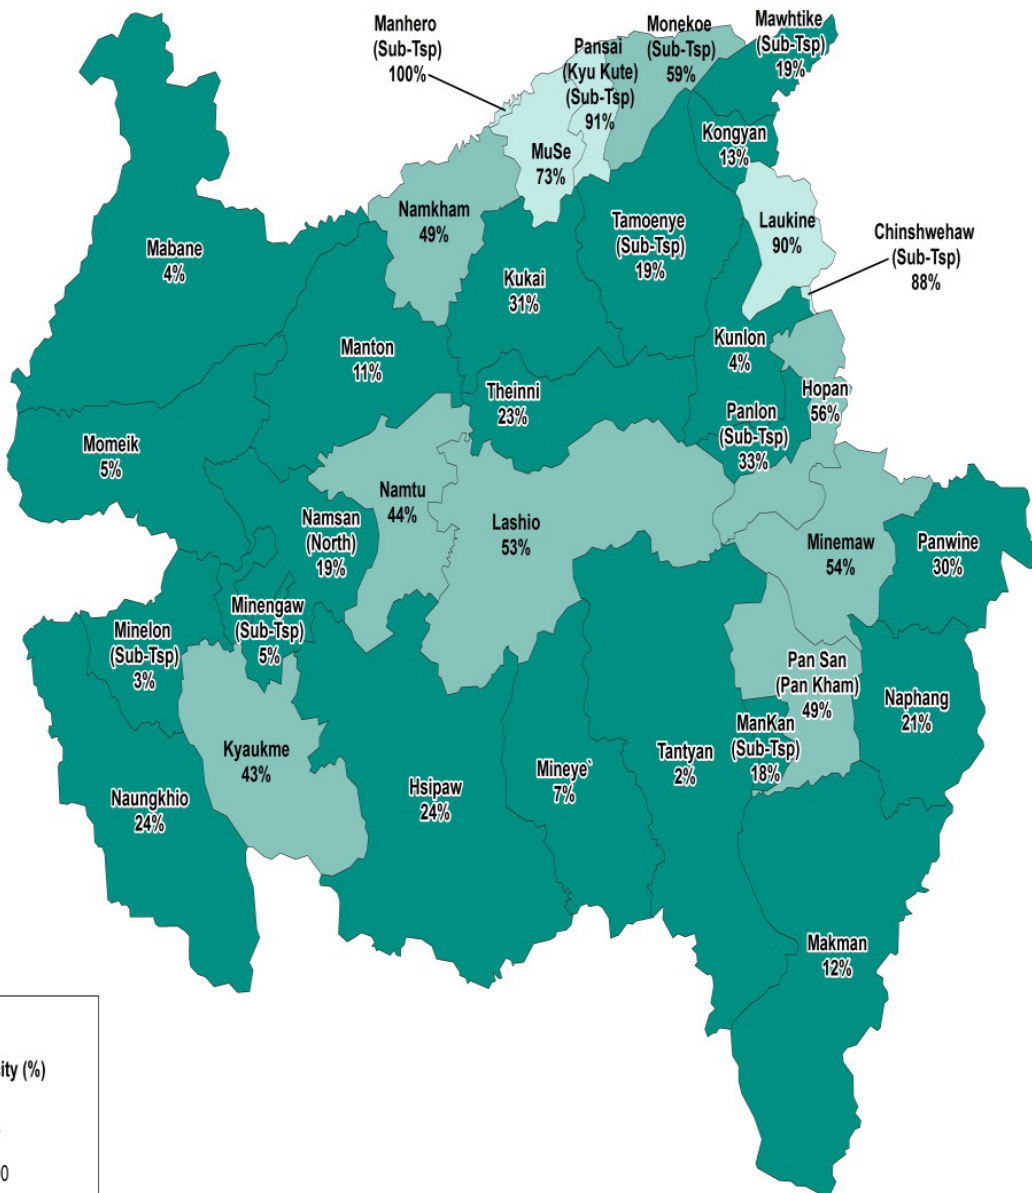 Manhero
(Sub-Tsp)
100%
Pansai
(Kyu Kute)
(Sub-Tsp)
91%
Monekoe
(Sub-Tsp)
59%
Mawhtike
(Sub-Tsp)
19%
Kongyan
13%
MuSe
73%
Namkham
49%
Laukine
90%
Chinshwehaw
(Sub-Tsp)
88%
Mabane
4%
Tamoenye
(Sub-Tsp)
19%
Kukai
31%
Manton
11%
Kunlon
4%
Theinni
23%
Hopan
56%
Panlon
(Sub-Tsp)
33%
Momeik
5%
Namtu
44%
Lashio
53%
Namsan
(North)
19%
Minemaw
54%
Panwine
30%
Minengaw
(Sub-Tsp)
5%
Minelon
(Sub-Tsp)
3%
Pan San
(Pan Kham)
49%
Naphang
21%
ManKan
(Sub-Tsp)
18%
Kyaukme
43%
Tantyan
2%
Mineye`
7%
Hsipaw
24%
Naungkhio
24%
Makman
12%
(%)